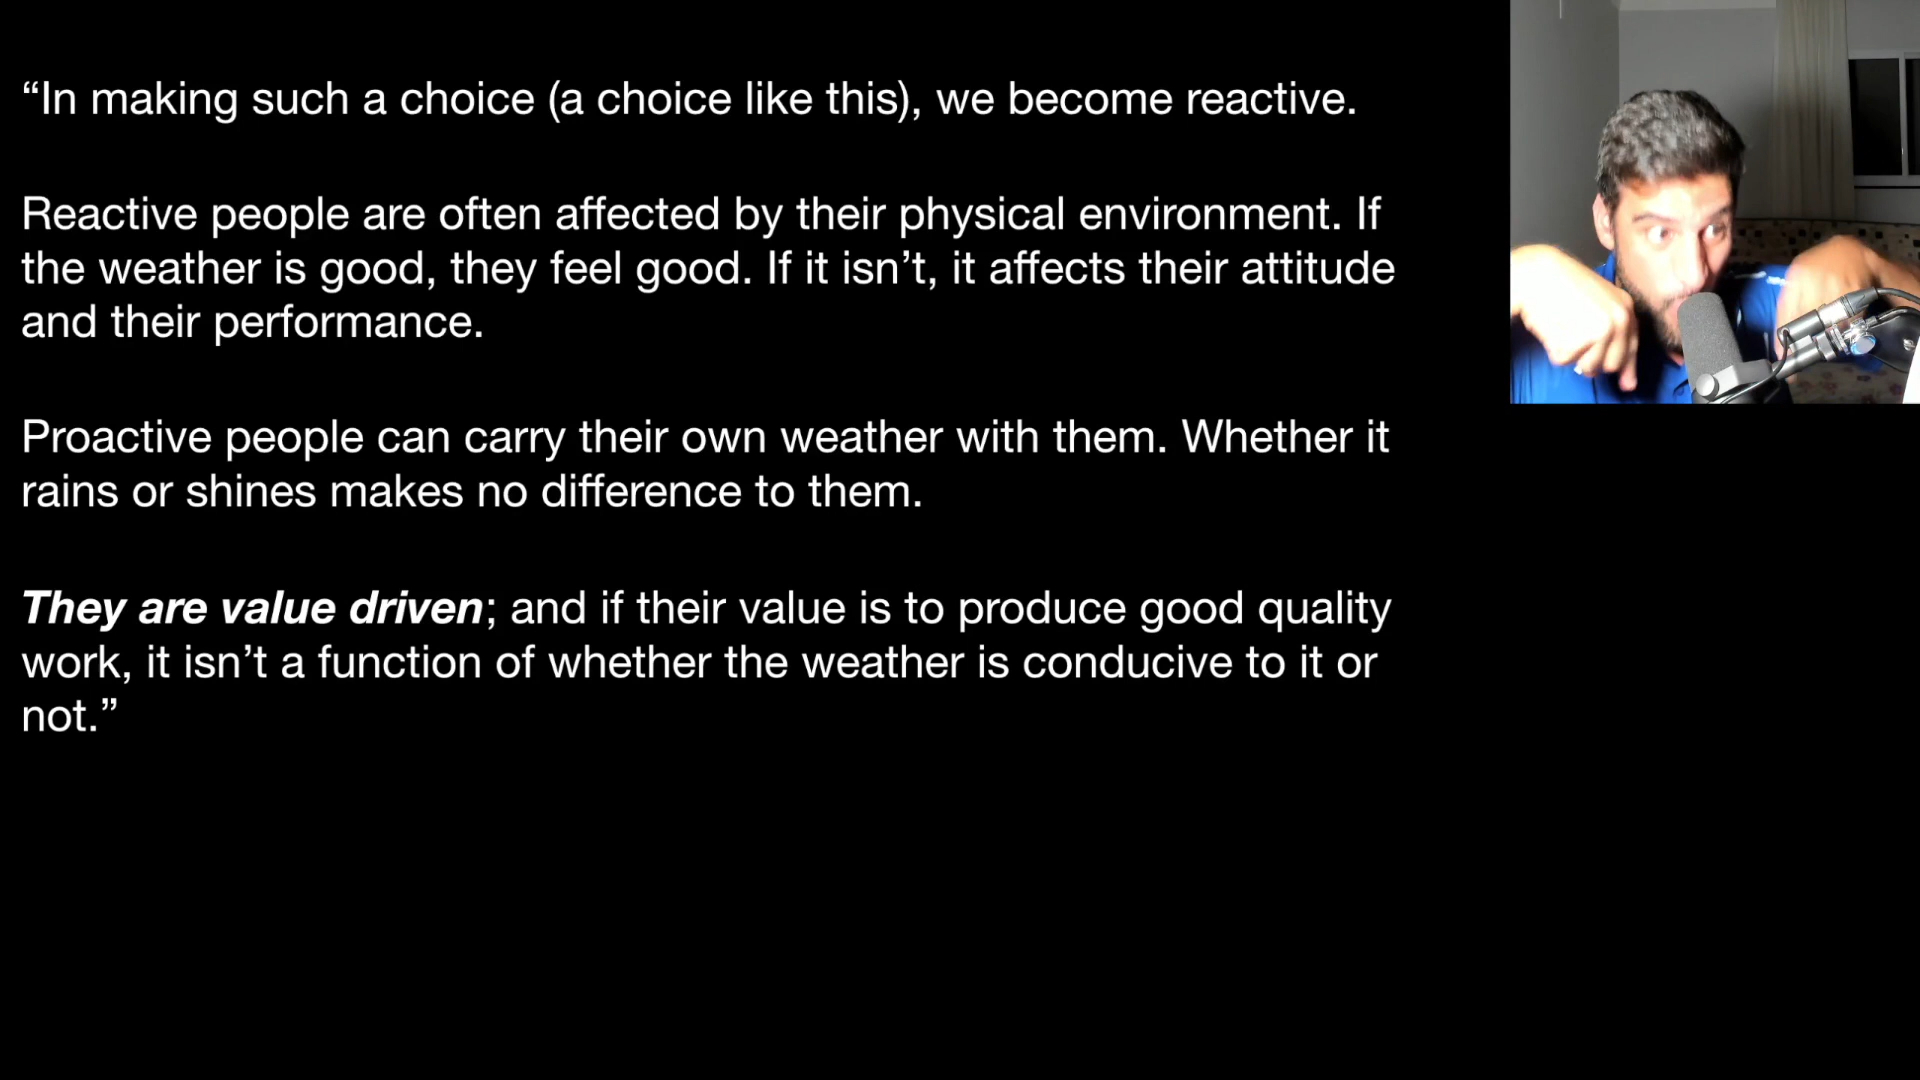 “In making such a choice (a choice like this), we become reactive.
Reactive people are often affected by their physical environment. If
the weather is good, they feel good. If it isn’t, it affects their attitude
and their performance.
Proactive people can carry their own weather with them. Whether it
rains or shines makes no difference to them.
They are value driven; and if their value is to produce good quality
work, it isn’t a function of whether the weather is conducive to it or
not.”